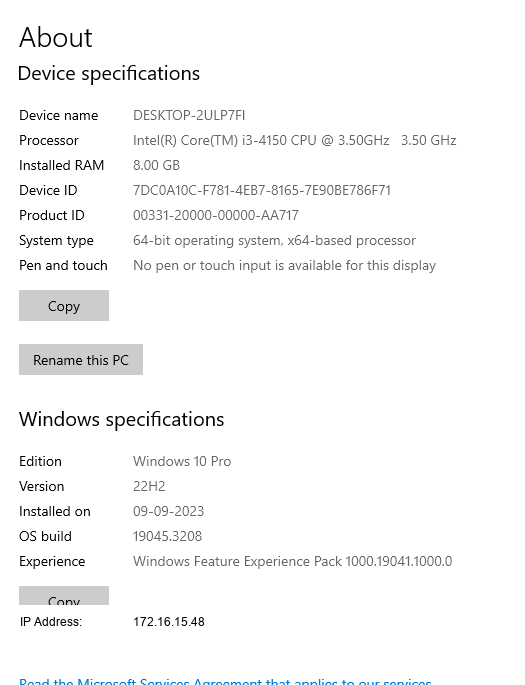 About
Device specifications
Device name DESKTOP-2ULP7FI
Processor Intel(R) Core(TM) i3-4150 CPU @ 3.50GHz 3.50 GHz
Installed RAM 8.00 GB
Device ID 7DC0A10C-F781-4EB7-8165-7E90BE786F71
Product ID 00331-20000-00000-AA717
System type 64-bit operating system, x64-based processor
Pen and touch No pen or touch input is available for this display
Copy
Rename this PC
Windows specifications
Edition Windows 10 Pro
Version 22H2
Installed on 09-09-2023
OS build 19045.3208
Experience Windows Feature Experience Pack 1000.19041.1000.0
Copy
IP Address: 172.16.15.48
Read the Microsoft Services Agreement that applies to our services